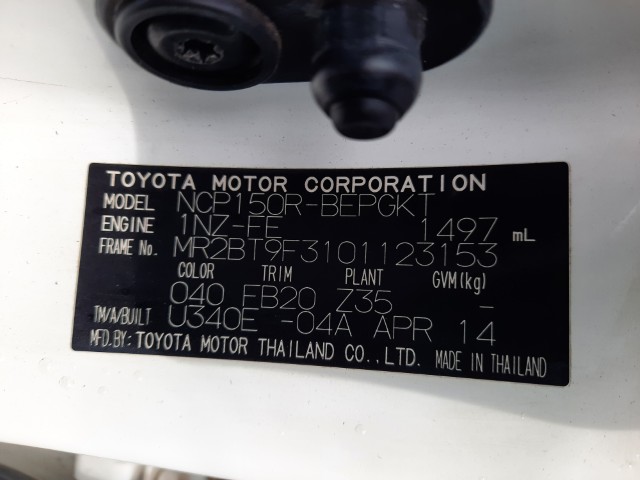 TOYOTA MOTOR CORPORATION
MODEL NCP150R-BEPGKT
ENGINE 1NZ-FE 1497 mL
FRAME No. MR2BT9F3101123153
COLOR TRIM PLANT GVM(kg)
040 FB20 Z35 -
TM/A/BUILT U340E -04A APR 14
MFD.BY: TOYOTA MOTOR THAILAND CO.,LTD. MADE IN THAILAND